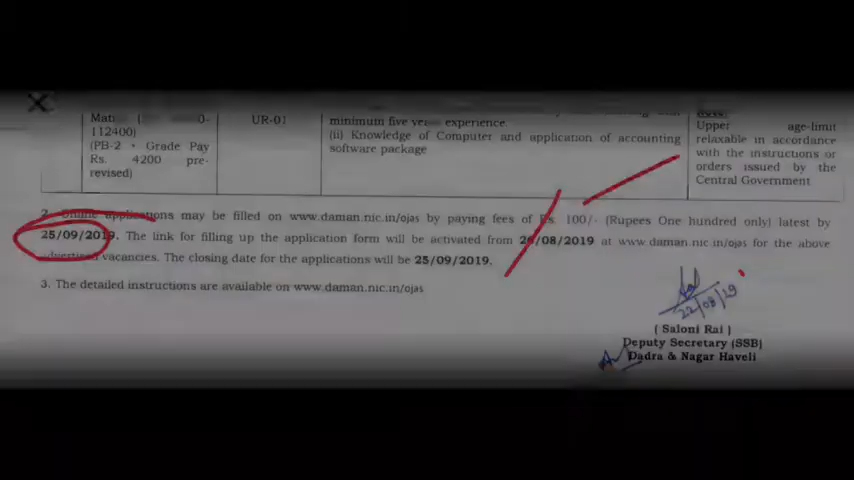 minimum five years experience.
UR-01
112400)
(PB-2 + Grade Pay
Rs. 4200 pre-
revised)
(ii) Knowledge of Computer and application of accounting
software package
Upper age-limit
relaxable in accordance
with the instructions or
orders issued by the
Central Government
2. Online applications may be filled on www.daman.nic.in/ojas by paying fees of Rs. 100/- (Rupees One hundred only) latest by
25/09/2019. The link for filling up the application form will be activated from 26/08/2019 at www.daman.nic.in/ojas for the above
advertised vacancies. The closing date for the applications will be 25/09/2019.
3. The detailed instructions are available on www.daman.nic.in/ojas
22/08/19
( Saloni Rai )
Deputy Secretary (SSB)
Dadra & Nagar Haveli